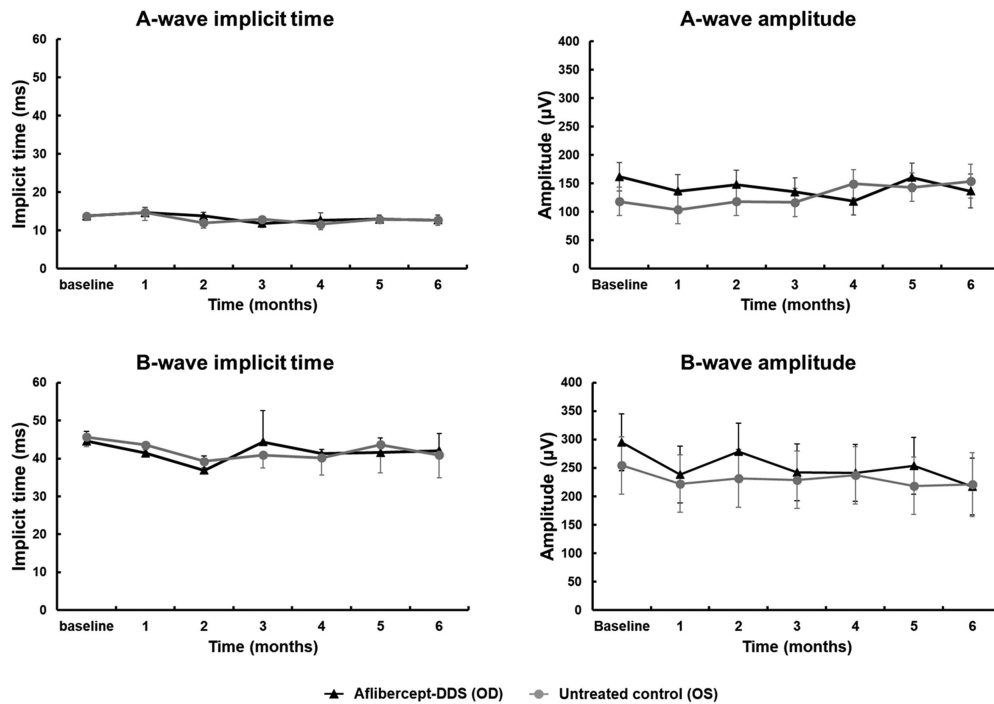 A-wave implicit time
Implicit time (ms)
60
50
40
30
20
10
0
baseline 1 2 3 4 5 6
Time (months)
A-wave amplitude
Amplitude (µV)
400
350
300
250
200
150
100
50
0
Baseline 1 2 3 4 5 6
Time (months)
B-wave implicit time
Implicit time (ms)
60
50
40
30
20
10
0
baseline 1 2 3 4 5 6
Time (months)
B-wave amplitude
Amplitude (µV)
400
350
300
250
200
150
100
50
0
Baseline 1 2 3 4 5 6
Time (months)
Aflibercept-DDS (OD) Untreated control (OS)